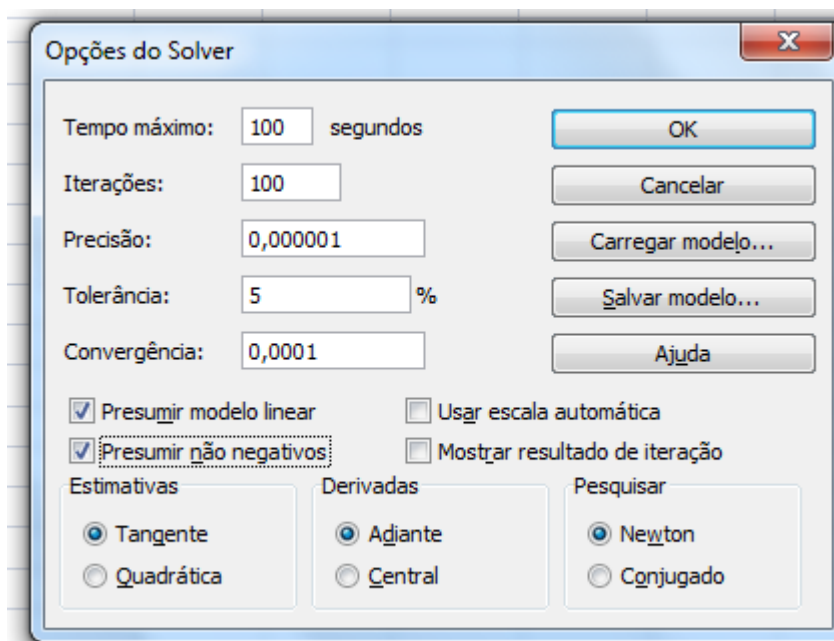 Opções do Solver
Tempo máximo: 100 segundos OK
Iterações: 100 Cancelar
Precisão: 0,000001 Carregar modelo...
Tolerância: 5 % Salvar modelo...
Convergência: 0,0001 Ajuda
Presumir modelo linear Usar escala automática
Presumir não negativos Mostrar resultado de iteração
Estimativas Derivadas Pesquisar
Tangente Adiante Newton
Quadrática Central Conjugado